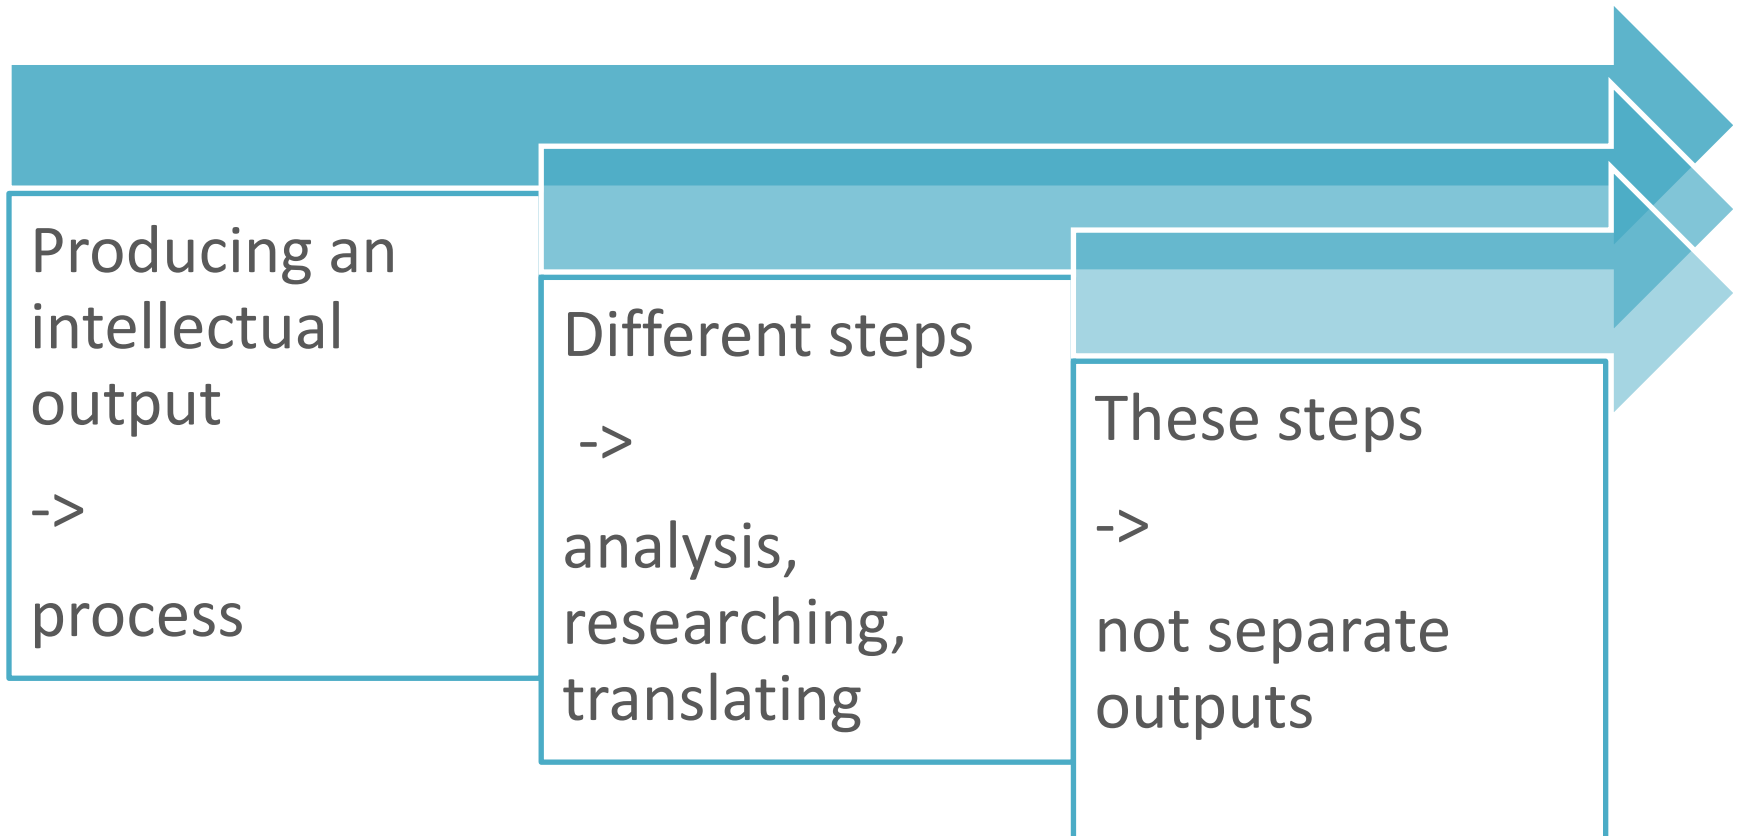 Producing an
intellectual
output
->
process
Different steps
->
analysis,
researching,
translating
These steps
->
not separate
outputs